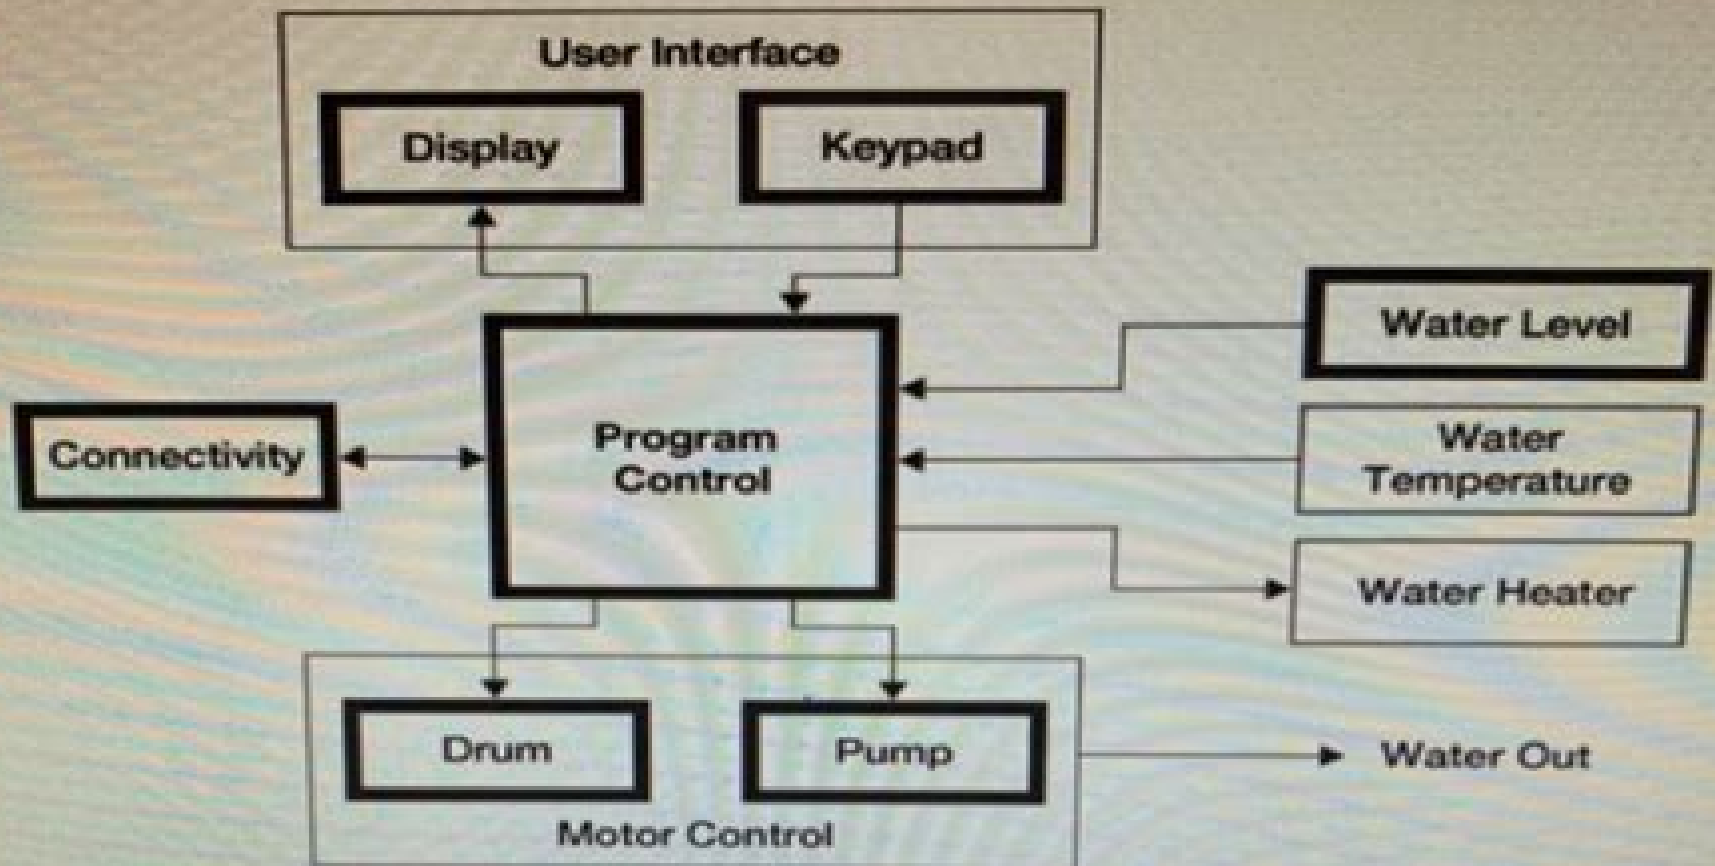 User Interface
Display
Keypad
Water Level
Connectivity
Program
Control
Water
Temperature
Water Heater
Drum
Pump
Water Out
Motor Control